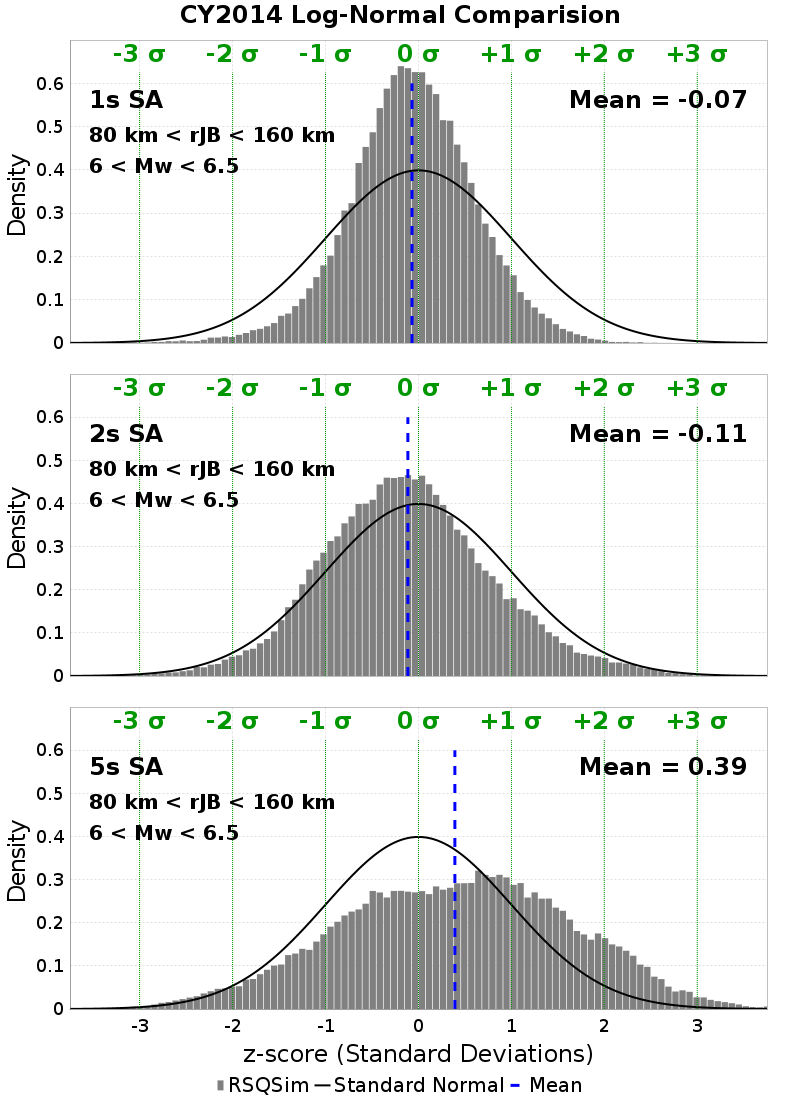 CY2014 Log-Normal Comparision
-3 σ -2 σ -1 σ 0 σ +1 σ +2 σ +3 σ
1s SA
Mean = -0.07
80 km < rJB < 160 km
6 < Mw < 6.5
Density
0.6
0.5
0.4
0.3
0.2
0.1
0
-3 σ -2 σ -1 σ 0 σ +1 σ +2 σ +3 σ
2s SA
Mean = -0.11
80 km < rJB < 160 km
6 < Mw < 6.5
Density
0.6
0.5
0.4
0.3
0.2
0.1
0
-3 σ -2 σ -1 σ 0 σ +1 σ +2 σ +3 σ
5s SA
Mean = 0.39
80 km < rJB < 160 km
6 < Mw < 6.5
Density
0.6
0.5
0.4
0.3
0.2
0.1
0
-3 -2 -1 0 1 2 3
z-score (Standard Deviations)
RSQSim Standard Normal Mean